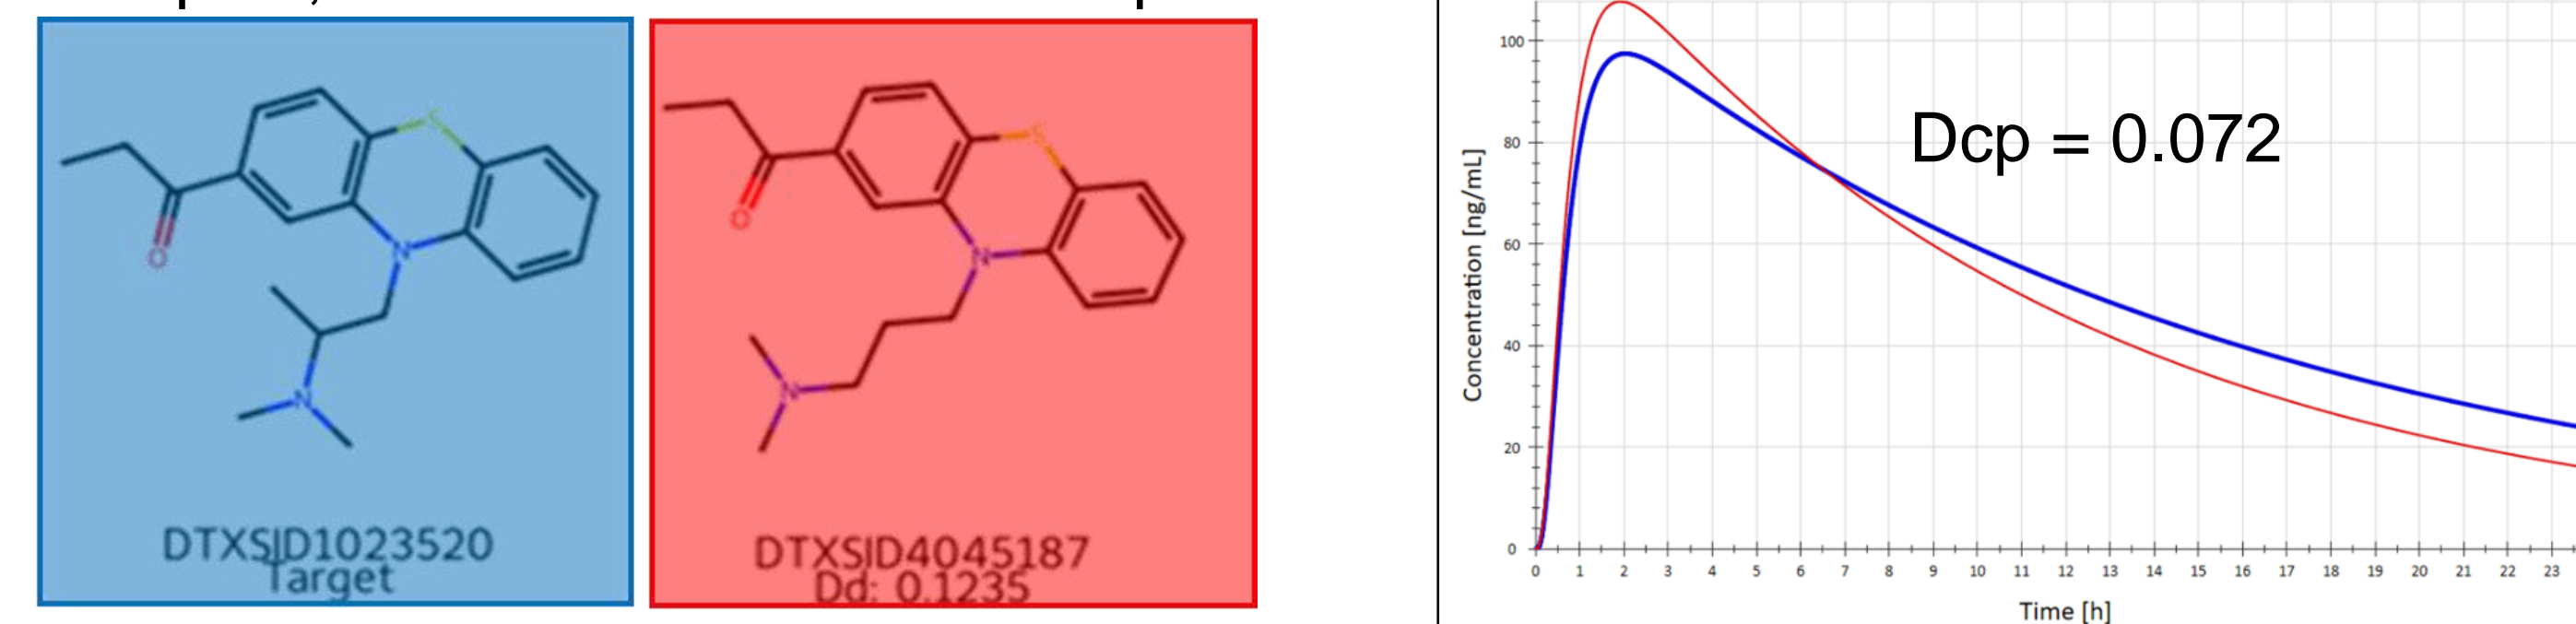 S
O
N
N
DTXSID1023520
Target
S
O
N
N
DTXSID4045187
Dd: 0.1235
Dcp = 0.072
Concentration [ng/mL]
100
80
60
40
20
0
0 1 2 3 4 5 6 7 8 9 10 11 12 13 14 15 16 17 18 19 20 21 22 23
Time [h]